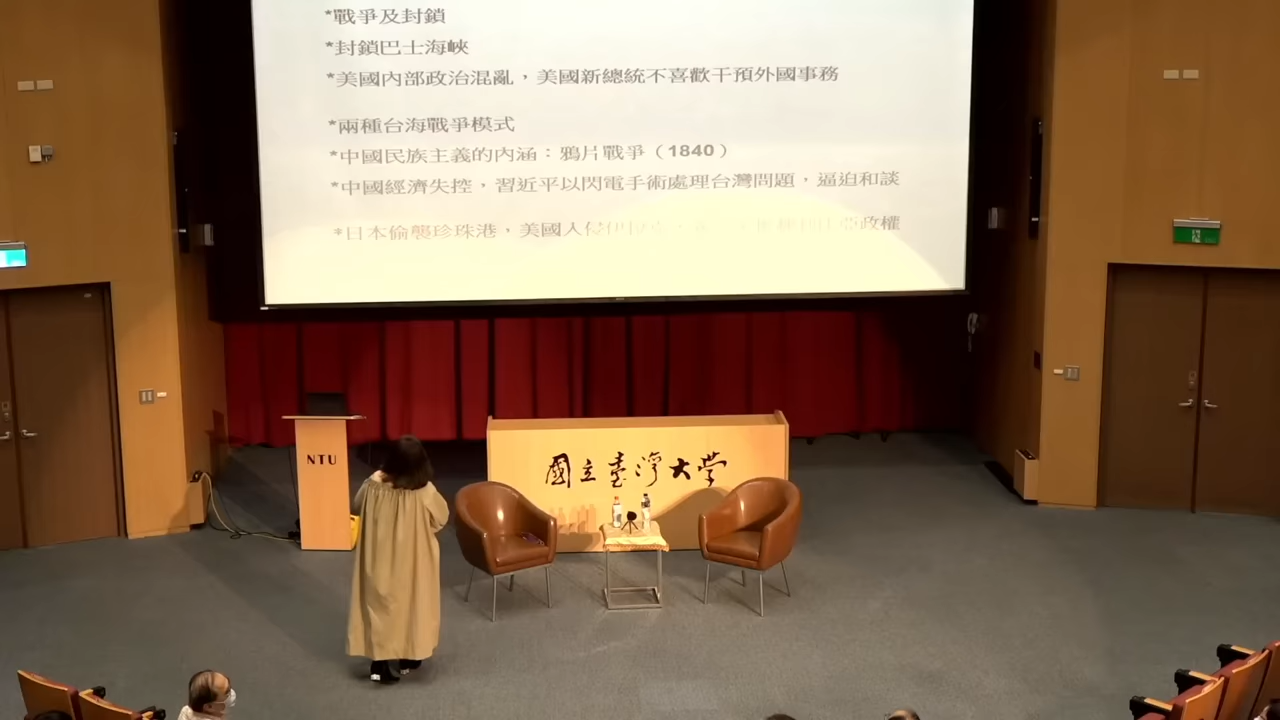 *戰爭及封鎖
*封鎖巴士海峽
*美國內部政治混亂，美國新總統不喜歡干預外國事務
*兩種台海戰爭模式
*中國民族主義的內涵：鴉片戰爭（1840）
*中國經濟失控，習近平以閃電手術處理台灣問題，逼迫和談
*日本偷襲珍珠港，美國入侵伊拉克 政權
NTU
國立臺灣大學